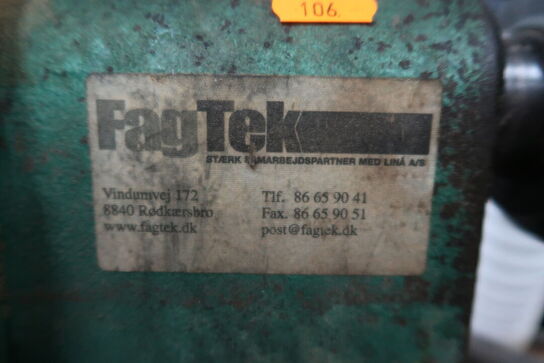 106.
FagTek
STÆRK SAMARBEJDSPARTNER MED LINÅ A/S
Vindumvej 172
8840 Rødkærsbro
www.fagtek.dk
Tlf. 86 65 90 41
Fax. 86 65 90 51
post@fagtek.dk